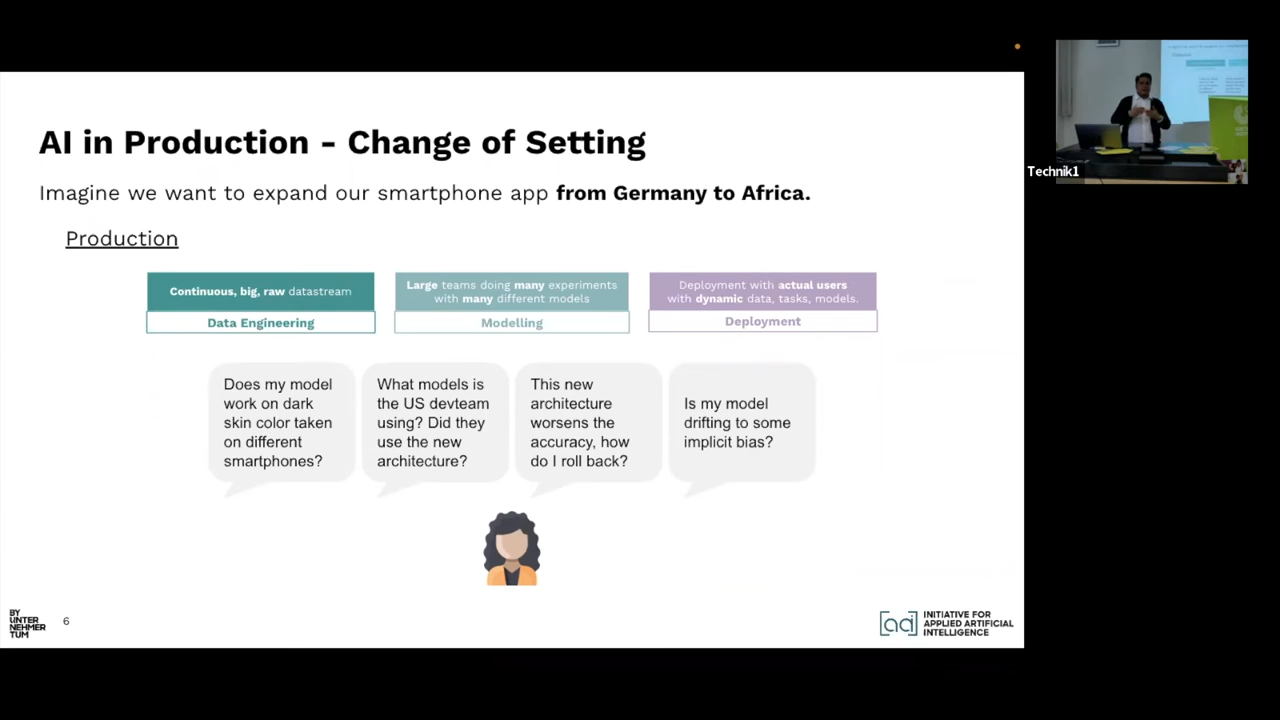 AI in Production - Change of Setting
Imagine we want to expand our smartphone app from Germany to Africa.
Production
Continuous, big, raw datastream
Data Engineering
Large teams doing many experiments
with many different models
Modelling
Deployment with actual users
with dynamic data, tasks, models.
Deployment
Does my model
work on dark
skin color taken
on different
smartphones?
What models is
the US devteam
using? Did they
use the new
architecture?
This new
architecture
worsens the
accuracy, how
do I roll back?
Is my model
drifting to some
implicit bias?
BY
UNTER
NEHMER
TUM
6
[ai]
INITIATIVE FOR
APPLIED ARTIFICIAL
INTELLIGENCE
Technik1